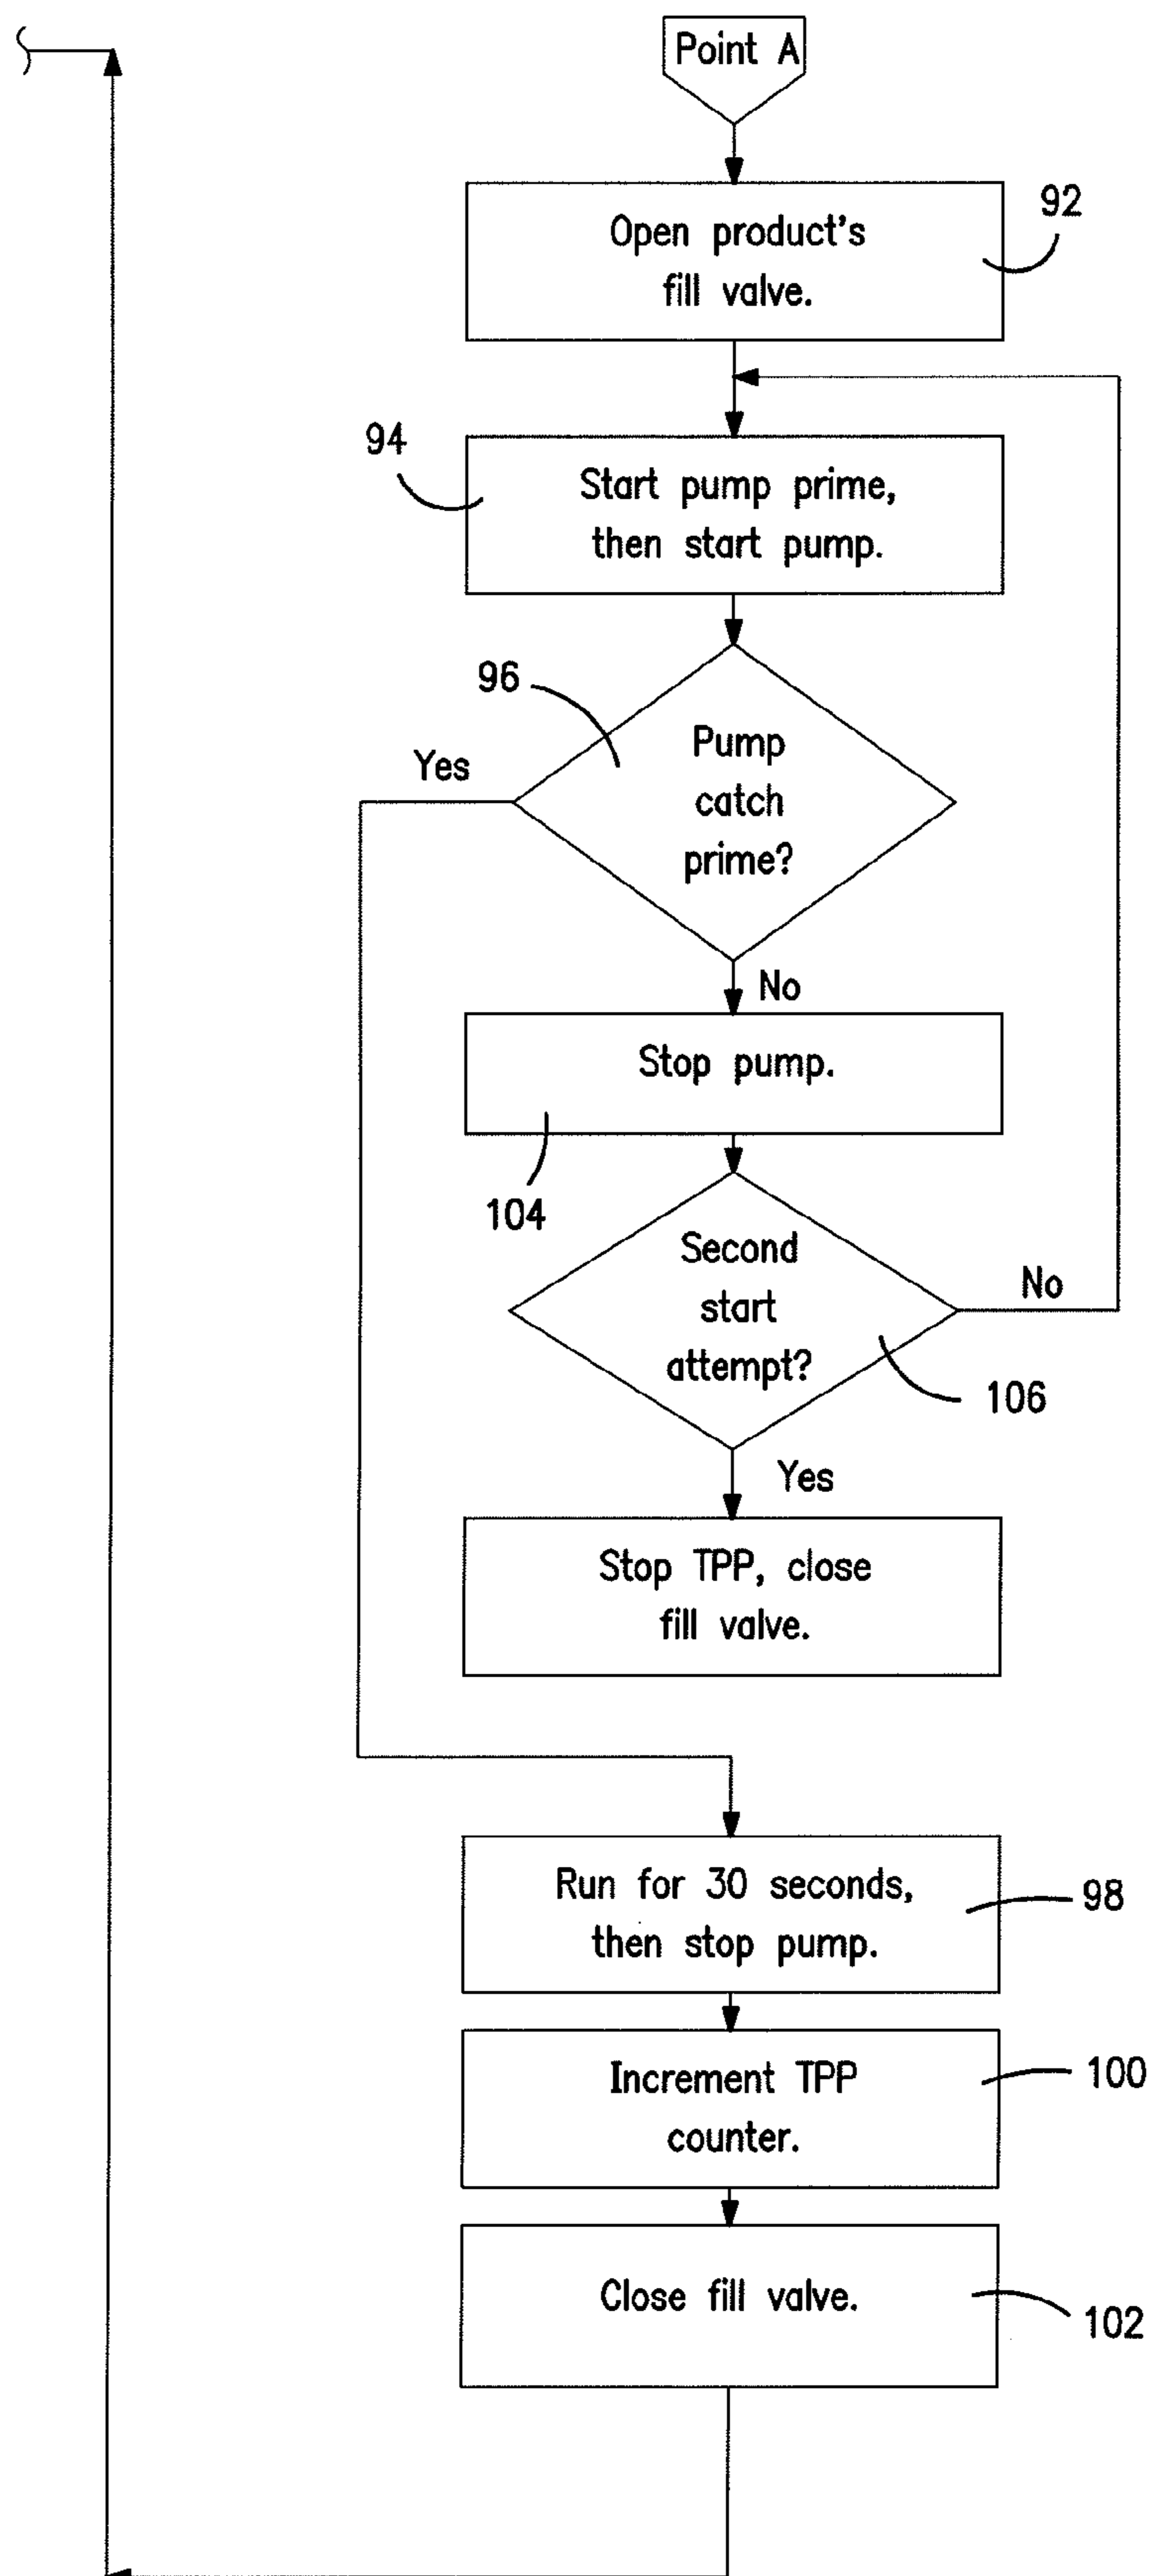 Point A
Open product's
fill valve.
92
94
Start pump prime,
then start pump.
96
Yes
Pump
catch
prime?
No
Stop pump.
104
Second
start
attempt?
No
106
Yes
Stop TPP, close
fill valve.
Run for 30 seconds,
then stop pump.
98
Increment TPP
counter.
100
Close fill valve.
102